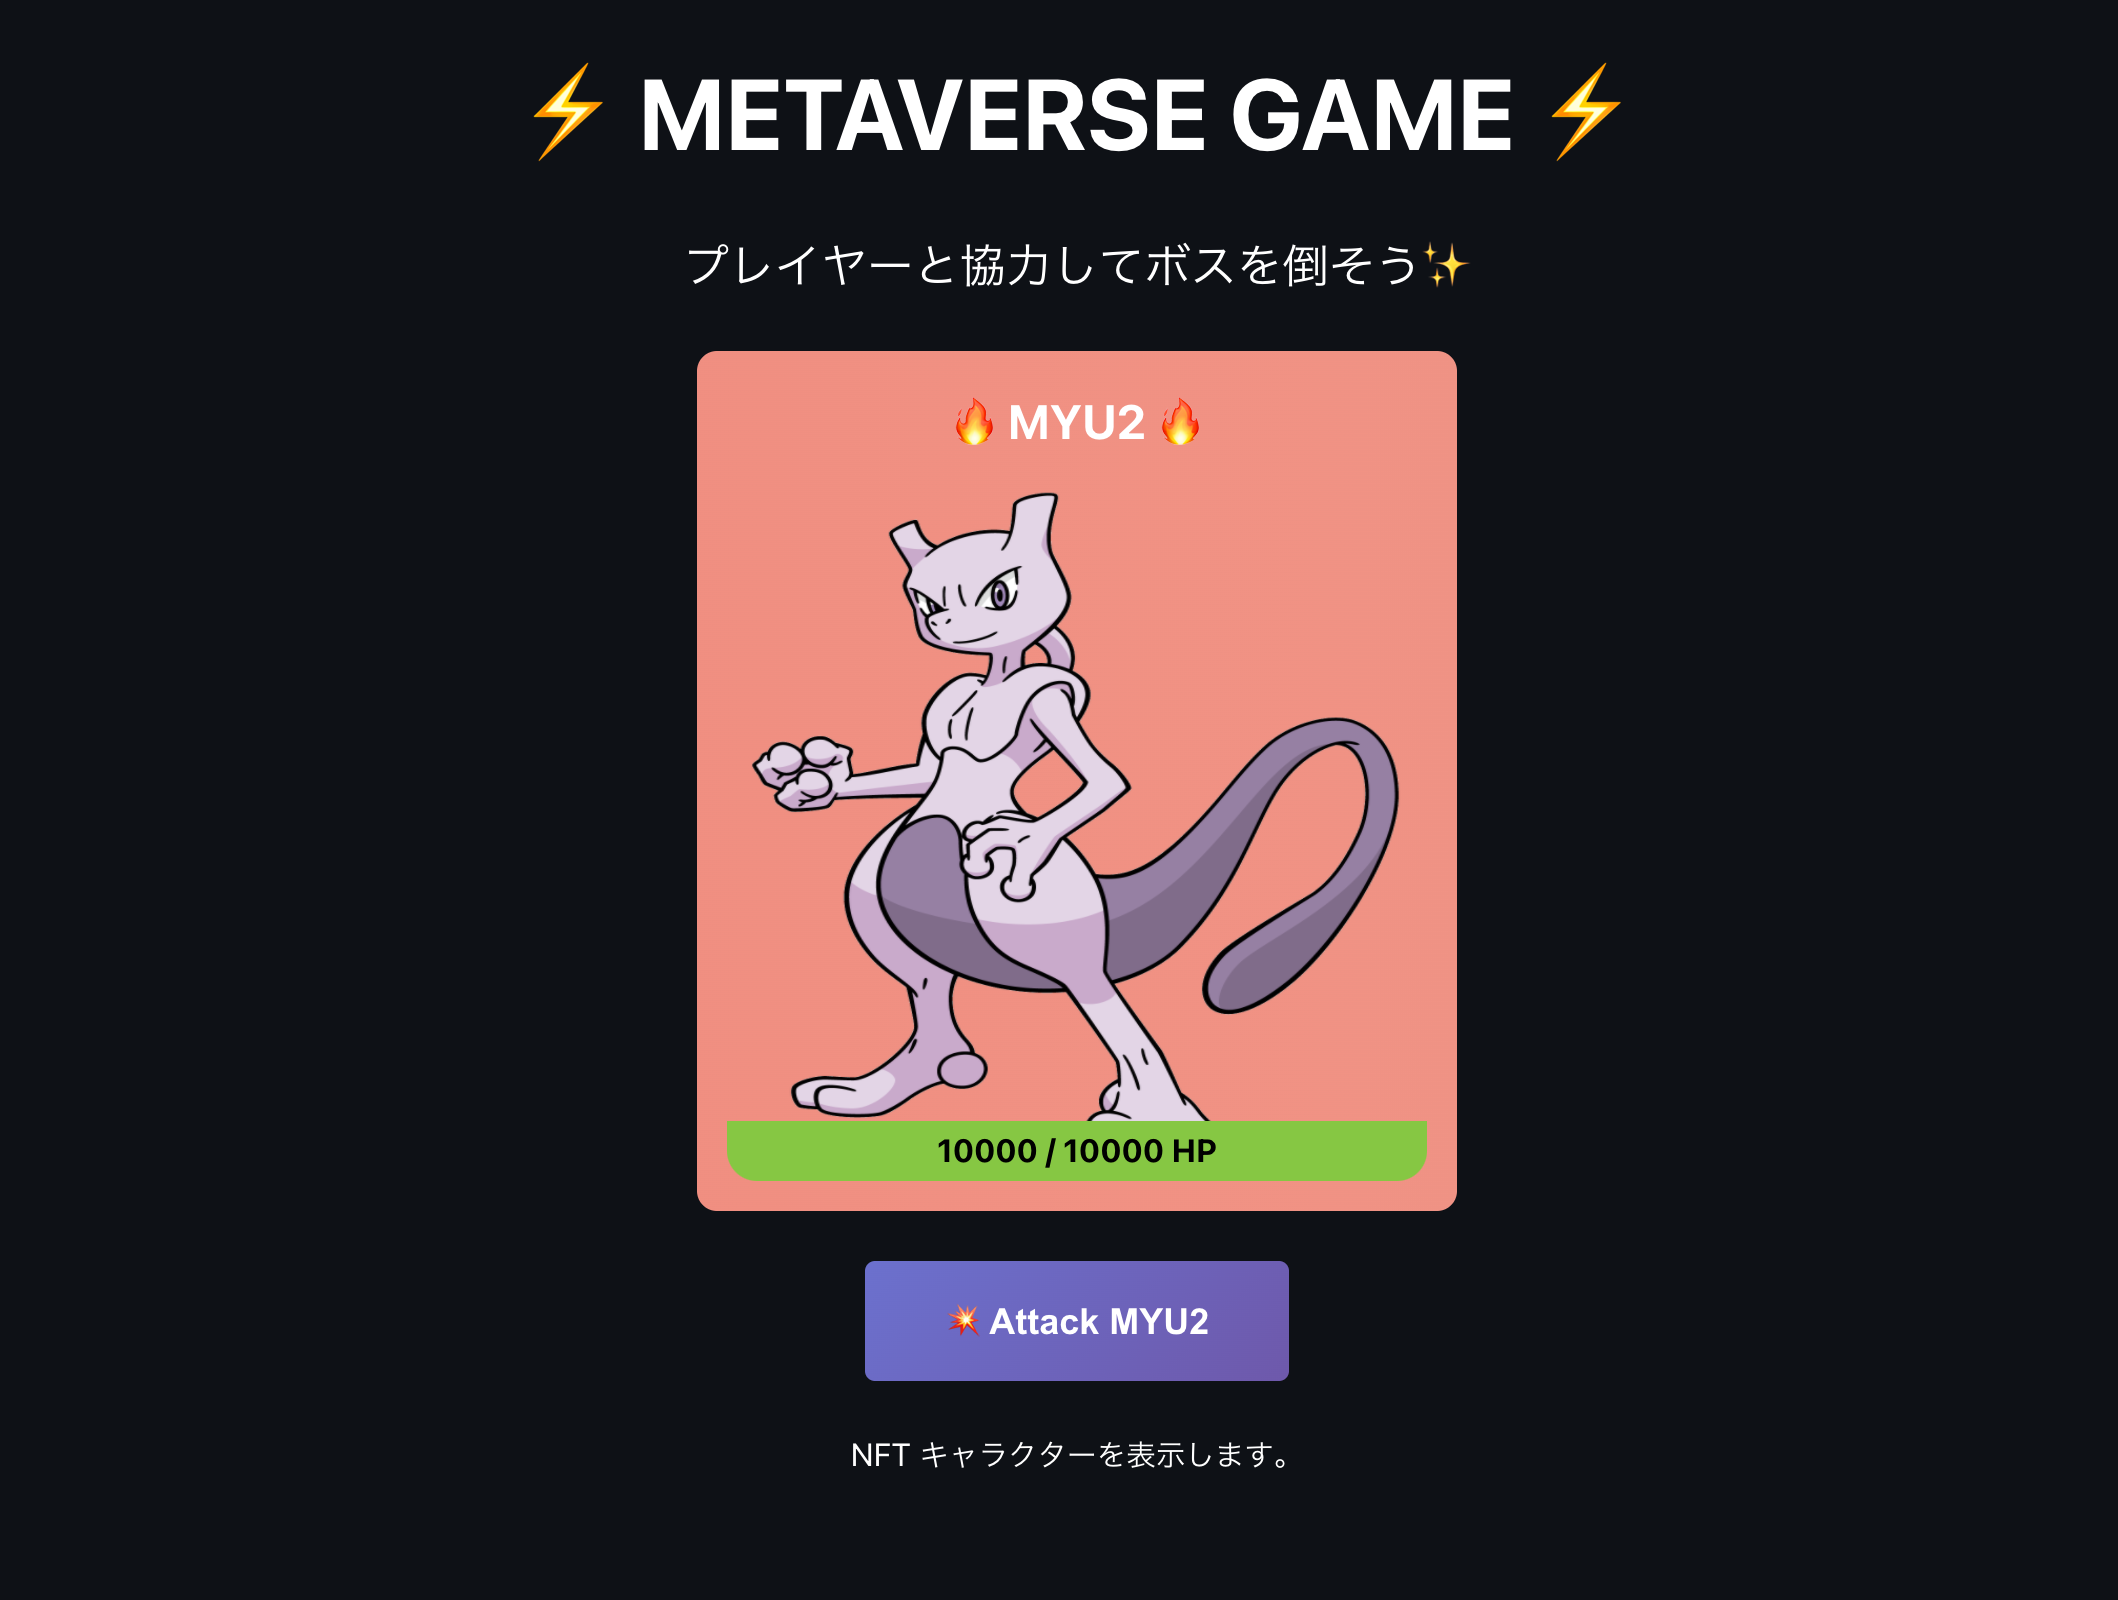 ⚡ METAVERSE GAME ⚡
プレイヤーと協力してボスを倒そう✨
🔥 MYU2 🔥
10000 / 10000 HP
💥 Attack MYU2
NFT キャラクターを表示します。